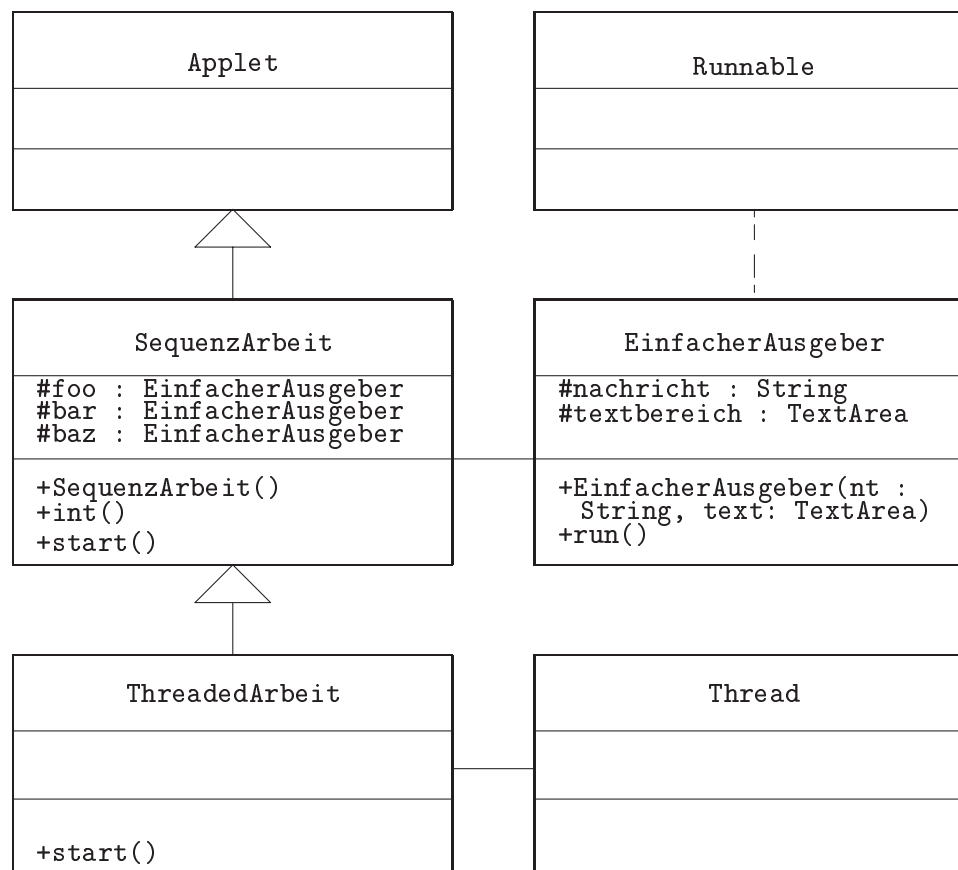 Applet
Runnable
SequenzArbeit
#foo : EinfacherAusgeber
#bar : EinfacherAusgeber
#baz : EinfacherAusgeber
+SequenzArbeit()
+int()
+start()
EinfacherAusgeber
#nachricht : String
#textbereich : TextArea
+EinfacherAusgeber(nt :
String, text: TextArea)
+run()
ThreadedArbeit
+start()
Thread